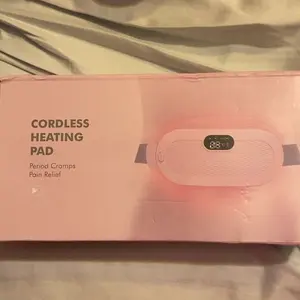 CORDLESS
HEATING
PAD
Period Cramps
Pain Relief